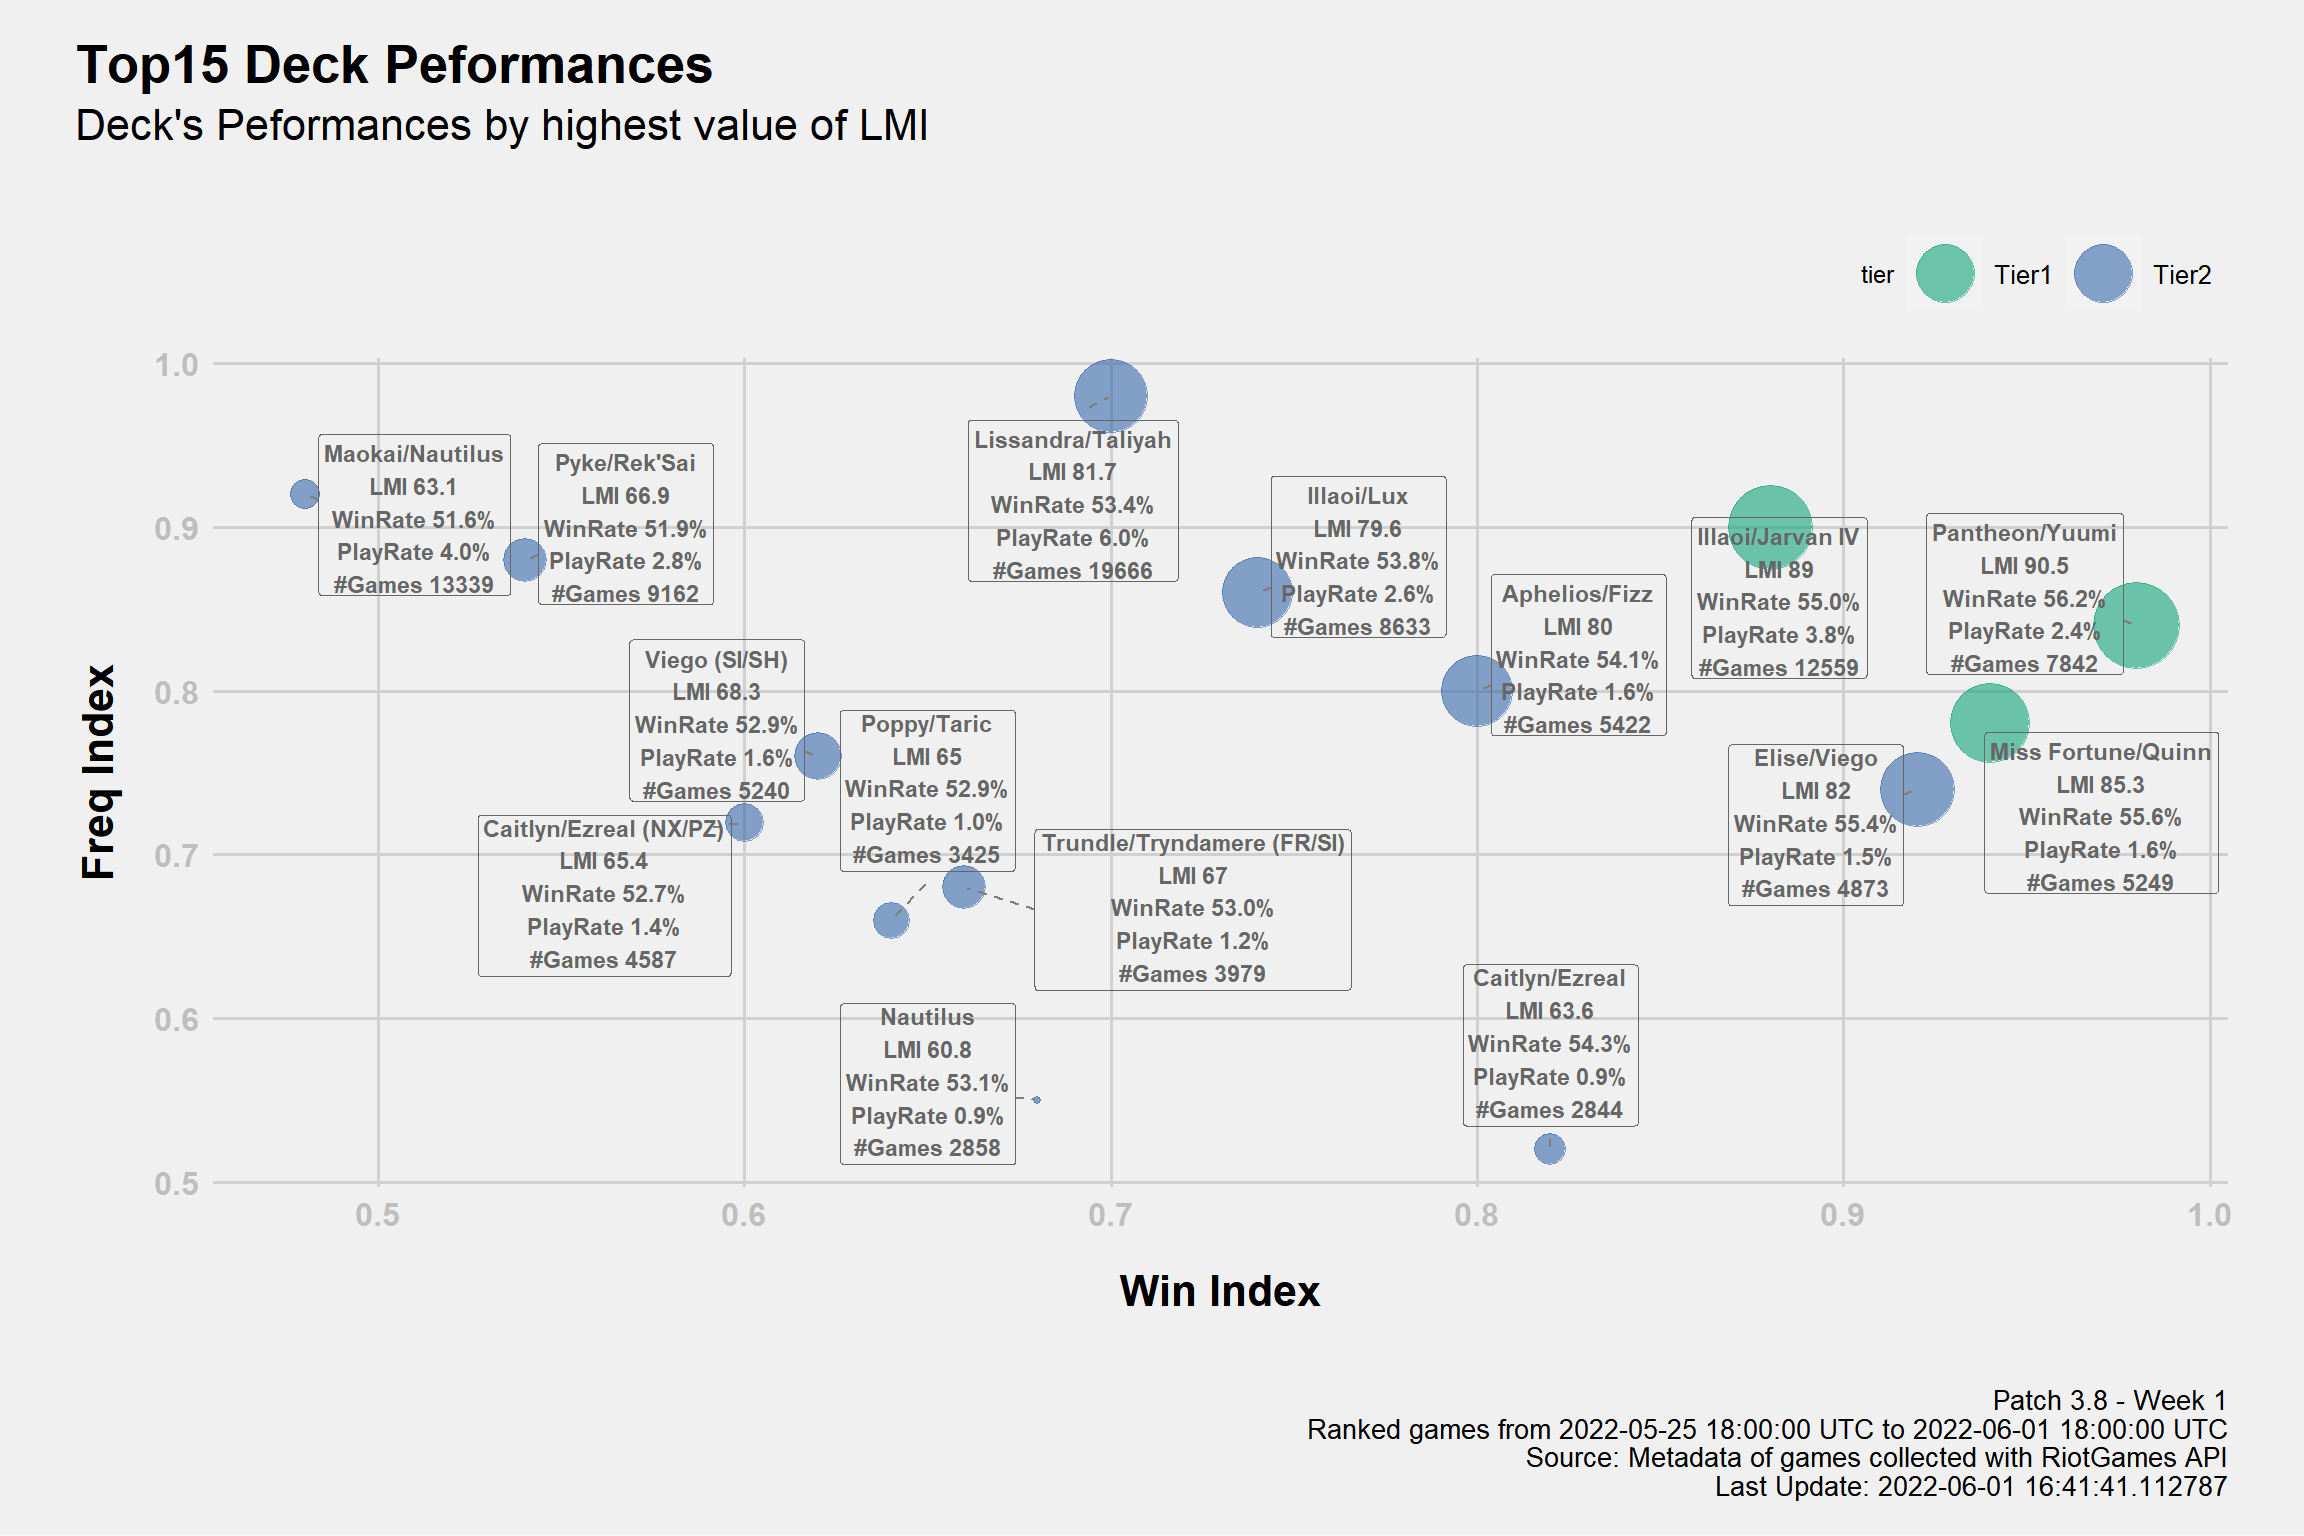 Top15 Deck Peformances
Deck's Peformances by highest value of LMI
tier Tier1 Tier2
1.0
0.9
0.8
0.7
0.6
0.5
Freq Index
Maokai/Nautilus
LMI 63.1
WinRate 51.6%
PlayRate 4.0%
#Games 13339
Pyke/Rek'Sai
LMI 66.9
WinRate 51.9%
PlayRate 2.8%
#Games 9162
Lissandra/Taliyah
LMI 81.7
WinRate 53.4%
PlayRate 6.0%
#Games 19666
Illaoi/Lux
LMI 79.6
WinRate 53.8%
PlayRate 2.6%
#Games 8633
Aphelios/Fizz
LMI 80
WinRate 54.1%
PlayRate 1.6%
#Games 5422
Illaoi/Jarvan IV
LMI 89
WinRate 55.0%
PlayRate 3.8%
#Games 12559
Pantheon/Yuumi
LMI 90.5
WinRate 56.2%
PlayRate 2.4%
#Games 7842
Viego (SI/SH)
LMI 68.3
WinRate 52.9%
PlayRate 1.6%
#Games 5240
Poppy/Taric
LMI 65
WinRate 52.9%
PlayRate 1.0%
#Games 3425
Elise/Viego
LMI 82
WinRate 55.4%
PlayRate 1.5%
#Games 4873
Miss Fortune/Quinn
LMI 85.3
WinRate 55.6%
PlayRate 1.6%
#Games 5249
Caitlyn/Ezreal (NX/PZ)
LMI 65.4
WinRate 52.7%
PlayRate 1.4%
#Games 4587
Trundle/Tryndamere (FR/SI)
LMI 67
WinRate 53.0%
PlayRate 1.2%
#Games 3979
Nautilus
LMI 60.8
WinRate 53.1%
PlayRate 0.9%
#Games 2858
Caitlyn/Ezreal
LMI 63.6
WinRate 54.3%
PlayRate 0.9%
#Games 2844
0.5 0.6 0.7 0.8 0.9 1.0
Win Index
Patch 3.8 - Week 1
Ranked games from 2022-05-25 18:00:00 UTC to 2022-06-01 18:00:00 UTC
Source: Metadata of games collected with RiotGames API
Last Update: 2022-06-01 16:41:41.112787